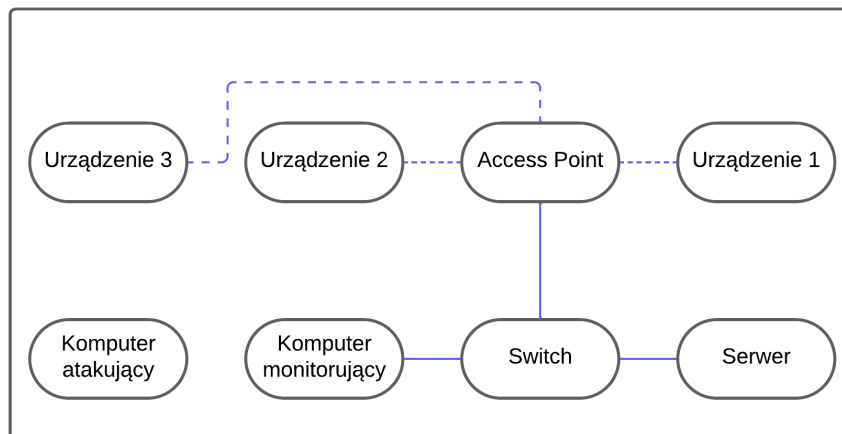 Urządzenie 3
Urządzenie 2
Access Point
Urządzenie 1
Komputer
atakujący
Komputer
monitorujący
Switch
Serwer